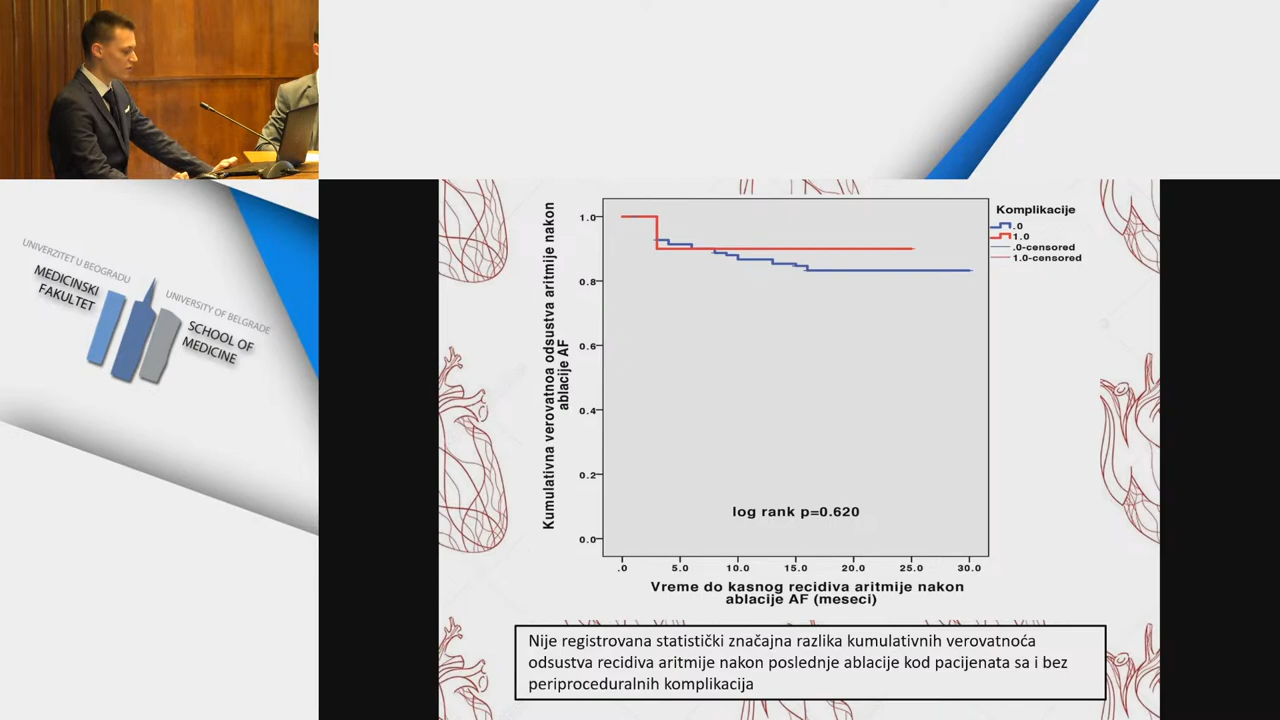 UNIVERZITET U BEOGRADU
MEDICINSKI
FAKULTET
UNIVERSITY OF BELGRADE
SCHOOL OF
MEDICINE
Kumulativna verovatnoa odsustva aritmije nakon
ablacije AF
1.0
0.8
0.6
0.4
0.2
0.0
log rank p=0.620
.0
5.0
10.0
15.0
20.0
25.0
30.0
Vreme do kasnog recidiva aritmije nakon
ablacije AF (meseci)
Komplikacije
.0
1.0
.0-censored
1.0-censored
Nije registrovana statistički značajna razlika kumulativnih verovatnoća
odsustva recidiva aritmije nakon poslednje ablacije kod pacijenata sa i bez
periproceduralnih komplikacija